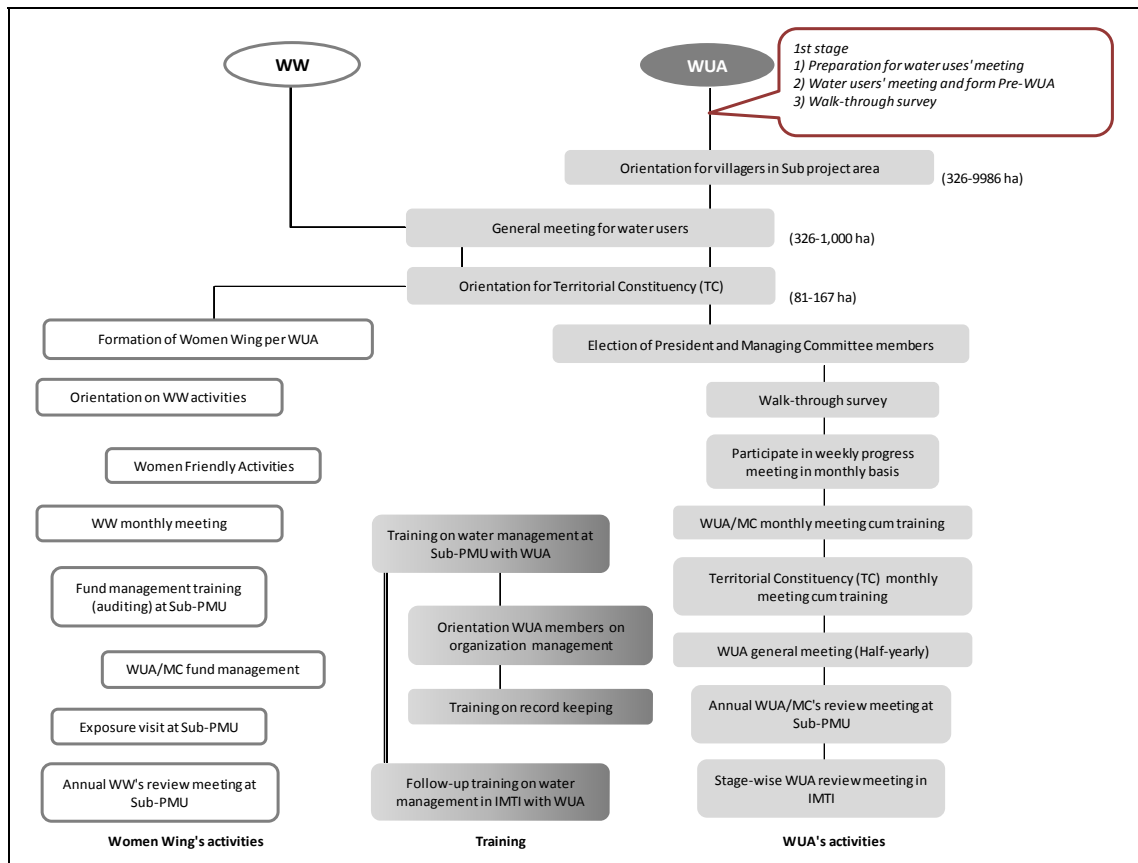 WW
WUA
1st stage
1) Preparation for water uses' meeting
2) Water users' meeting and form Pre-WUA
3) Walk-through survey
Orientation for villagers in Sub project area
(326-9986 ha)
General meeting for water users
(326-1,000 ha)
Orientation for Territorial Constituency (TC)
(81-167 ha)
Formation of Women Wing per WUA
Orientation on WW activities
Women Friendly Activities
WW monthly meeting
Fund management training
(auditing) at Sub-PMU
WUA/MC fund management
Exposure visit at Sub-PMU
Annual WW's review meeting at
Sub-PMU
Women Wing's activities
Training on water management at
Sub-PMU with WUA
Orientation WUA members on
organization management
Training on record keeping
Follow-up training on water
management in IMTI with WUA
Training
Election of President and Managing Committee members
Walk-through survey
Participate in weekly progress
meeting in monthly basis
WUA/MC monthly meeting cum training
Territorial Constituency (TC) monthly
meeting cum training
WUA general meeting (Half-yearly)
Annual WUA/MC's review meeting at
Sub-PMU
Stage-wise WUA review meeting in
IMTI
WUA's activities